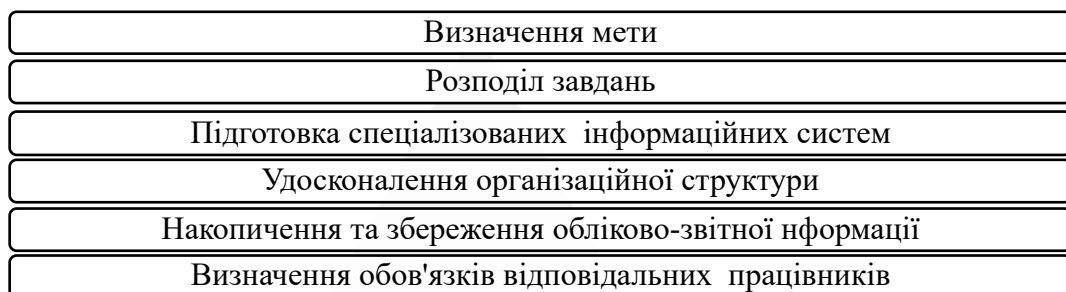 Визначення мети
Розподіл завдань
Підготовка спеціалізованих інформаційних систем
Удосконалення організаційної структури
Накопичення та збереження обліково-звітної нформації
Визначення обов'язків відповідальних працівників